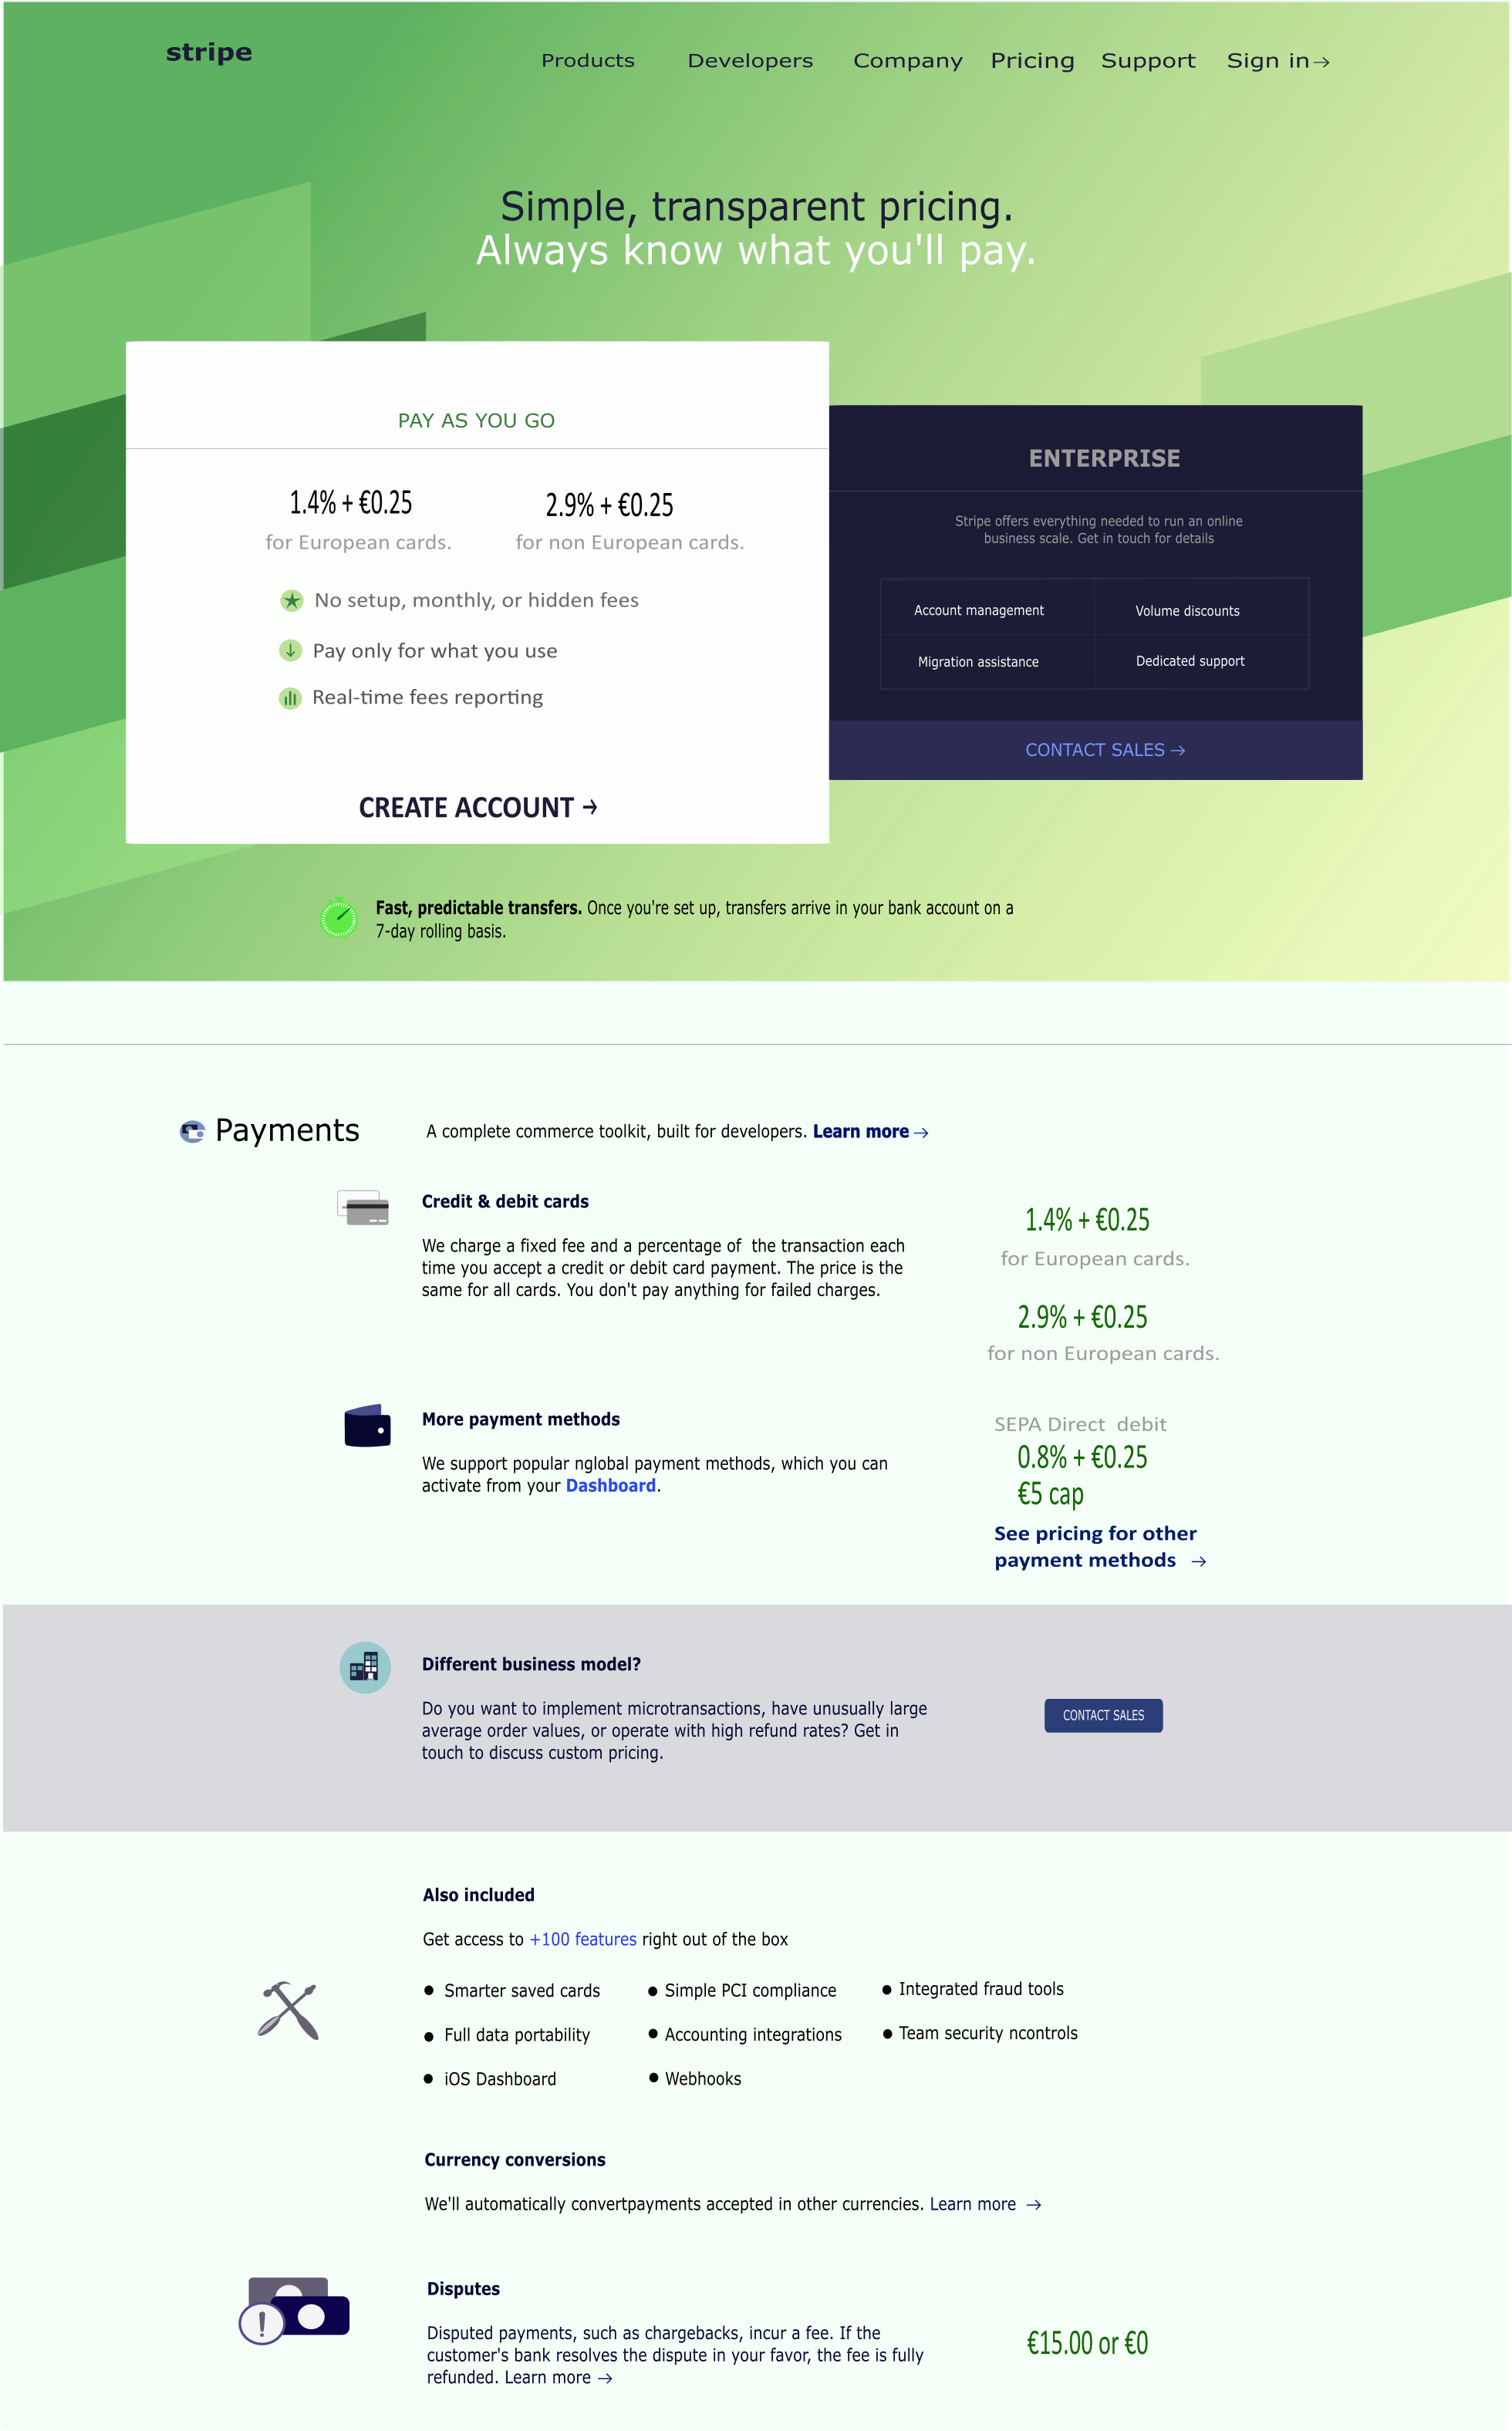 stripe
Products Developers Company Pricing Support Sign in→
Simple, transparent pricing.
Always know what you'll pay.
PAY AS YOU GO
1.4% + €0.25
for European cards.
2.9% + €0.25
for non European cards.
No setup, monthly, or hidden fees
Pay only for what you use
Real-time fees reporting
CREATE ACCOUNT →
ENTERPRISE
Stripe offers everything needed to run an online
business scale. Get in touch for details
Account management
Volume discounts
Migration assistance
Dedicated support
CONTACT SALES →
Fast, predictable transfers. Once you're set up, transfers arrive in your bank account on a
7-day rolling basis.
Payments
A complete commerce toolkit, built for developers. Learn more →
Credit & debit cards
We charge a fixed fee and a percentage of  the transaction each
time you accept a credit or debit card payment. The price is the
same for all cards. You don't pay anything for failed charges.
1.4% + €0.25
for European cards.
2.9% + €0.25
for non European cards.
More payment methods
We support popular nglobal payment methods, which you can
activate from your Dashboard.
SEPA Direct  debit
0.8% + €0.25
€5 cap
See pricing for other
payment methods →
Different business model?
Do you want to implement microtransactions, have unusually large
average order values, or operate with high refund rates? Get in
touch to discuss custom pricing.
CONTACT SALES
Also included
Get access to +100 features right out of the box
● Smarter saved cards
● Simple PCI compliance
● Integrated fraud tools
● Full data portability
● Accounting integrations
● Team security ncontrols
● iOS Dashboard
● Webhooks
Currency conversions
We'll automatically convertpayments accepted in other currencies. Learn more →
Disputes
Disputed payments, such as chargebacks, incur a fee. If the
customer's bank resolves the dispute in your favor, the fee is fully
refunded. Learn more →
€15.00 or €0